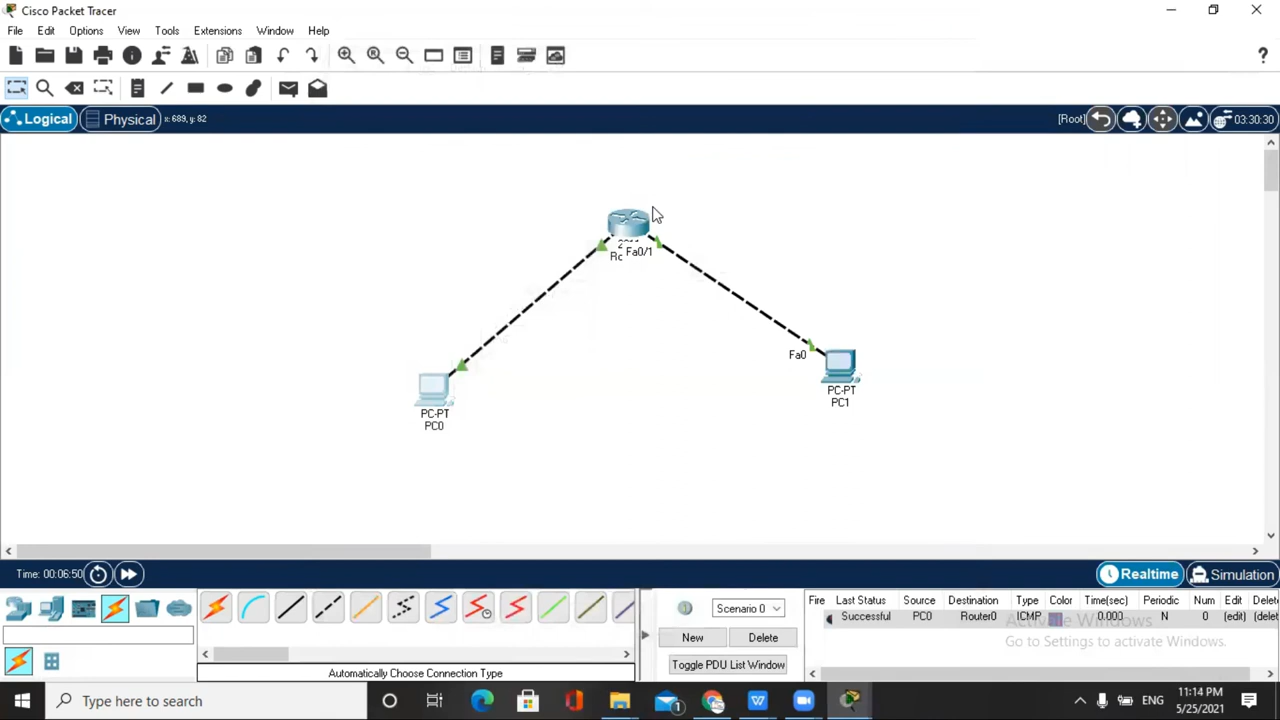 Cisco Packet Tracer
File Edit Options View Tools Extensions Window Help
Logical Physical x: 689, y: 82 [Root] 03:30:30
Fa0/1
Fa0
PC-PT
PC1
PC-PT
PC0
Time: 00:06:50 Realtime Simulation
Scenario 0
New Delete
Toggle PDU List Window
Automatically Choose Connection Type
Fire Last Status Source Destination Type Color Time(sec) Periodic Num Edit Delete
Successful PC0 Router0 ICMP 0.000 N 0 (edit) (delete
Activate Windows
Go to Settings to activate Windows.
Type here to search
1
ENG
11:14 PM
5/25/2021